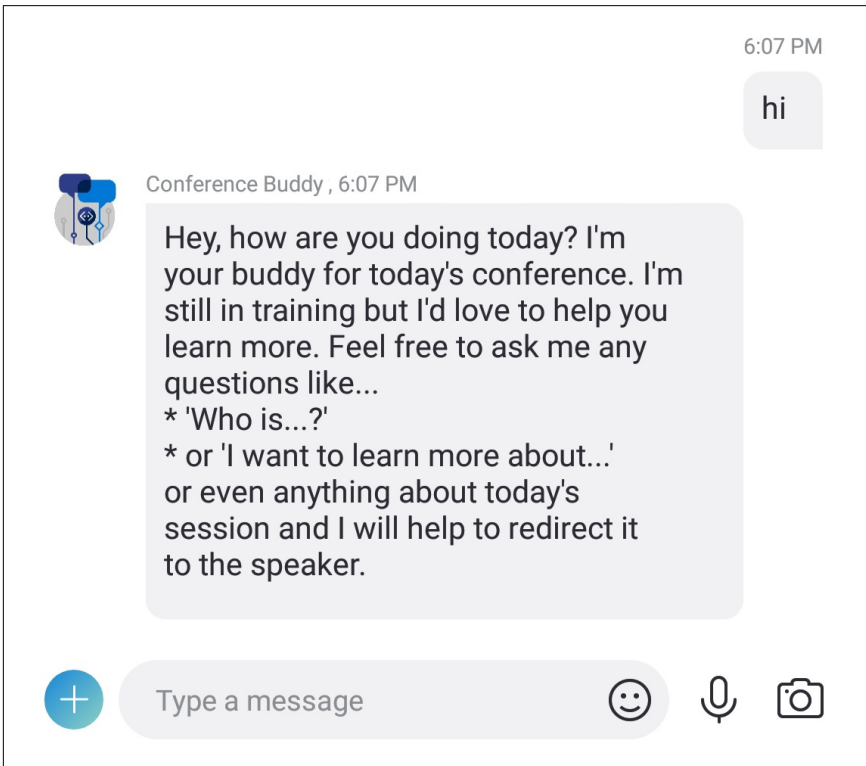 6:07 PM
hi
Conference Buddy , 6:07 PM
Hey, how are you doing today? I'm
your buddy for today's conference. I'm
still in training but I'd love to help you
learn more. Feel free to ask me any
questions like...
* 'Who is...?'
* or 'I want to learn more about...'
or even anything about today's
session and I will help to redirect it
to the speaker.
Type a message